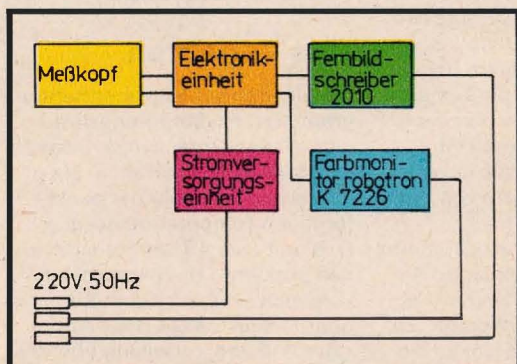 Meßkopf
Elektronik-
einheit
Fernbild-
schreiber
2010
Stromver-
sorgungs-
einheit
Farbmoni-
tor robotron
K 7226
220V, 50Hz